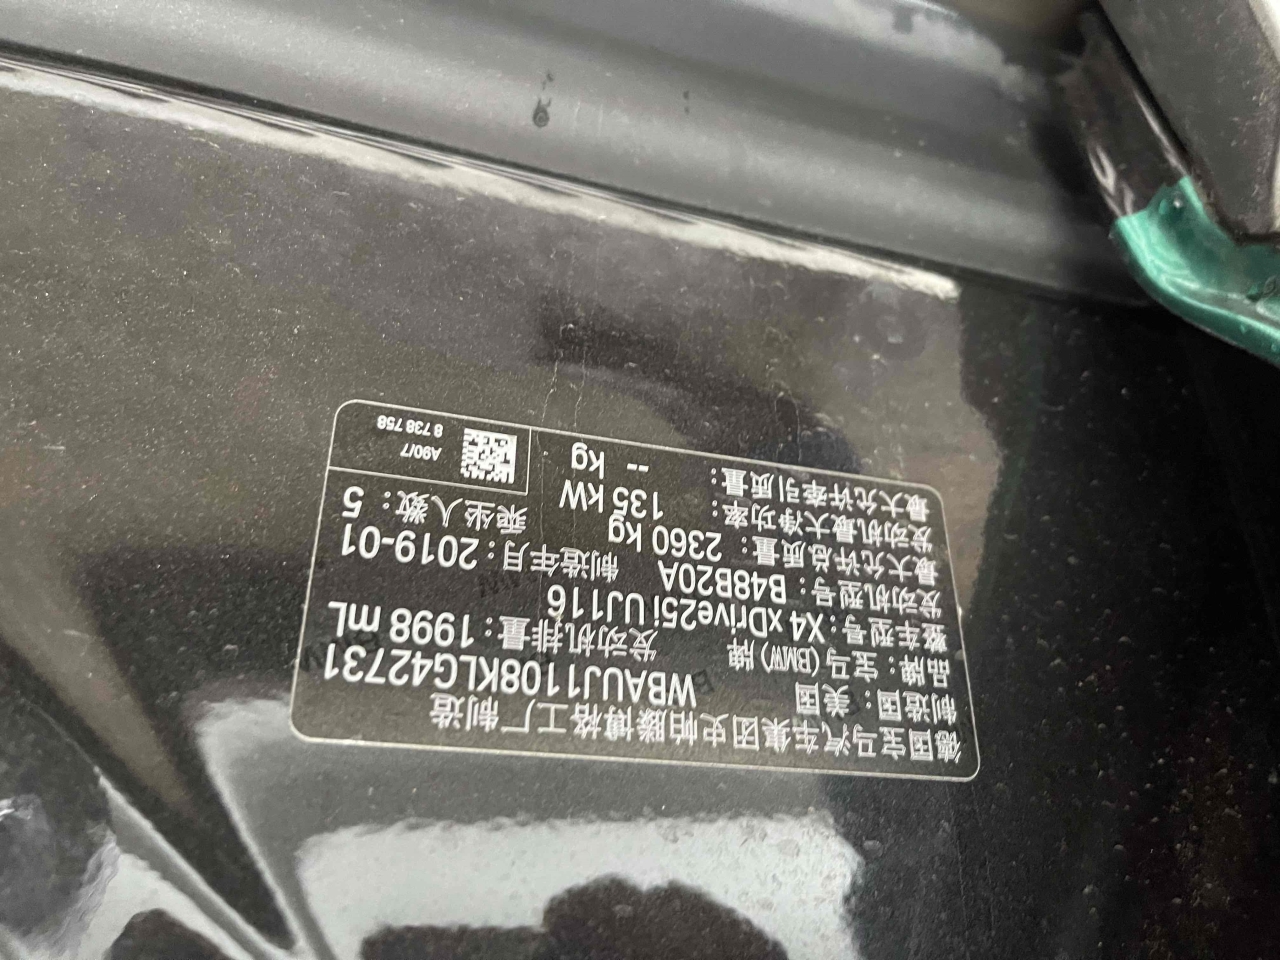 德国宝马汽车集团史帕滕博格工厂制造
制造国：美国 WBAUJ1108KLG42731
品牌：宝马(BMW)牌 发动机排量：1998 mL
整车型号：X4 xDrive25i UJ116
发动机型号：B48B20A 制造年月：2019-01
最大允许总质量：2360 kg 乘坐人数：5
发动机最大净功率：135 kW
最大允许牵引质量：-- kg
A90/7
8 738 758